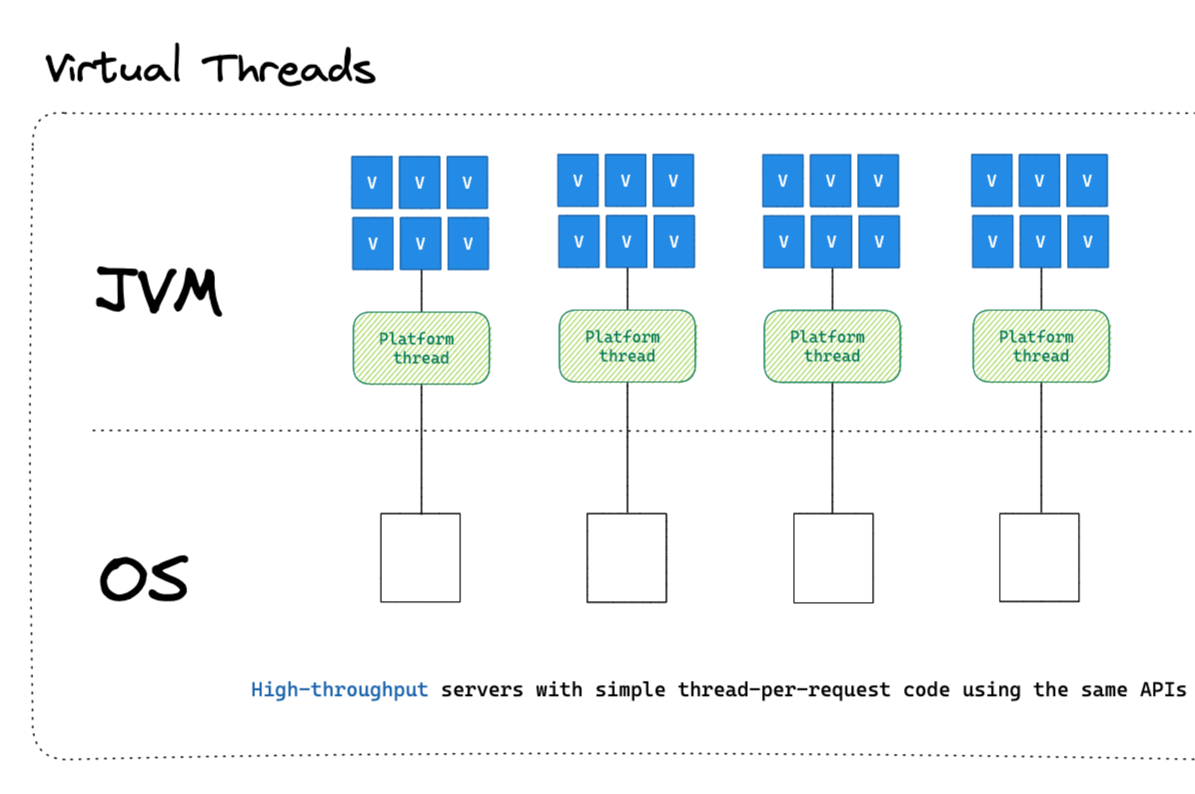 Virtual Threads
V V V V V V V V V V V V
V V V V V V V V V V V V
JVM
Platform Platform Platform Platform
thread thread thread thread
OS
High-throughput servers with simple thread-per-request code using the same APIs